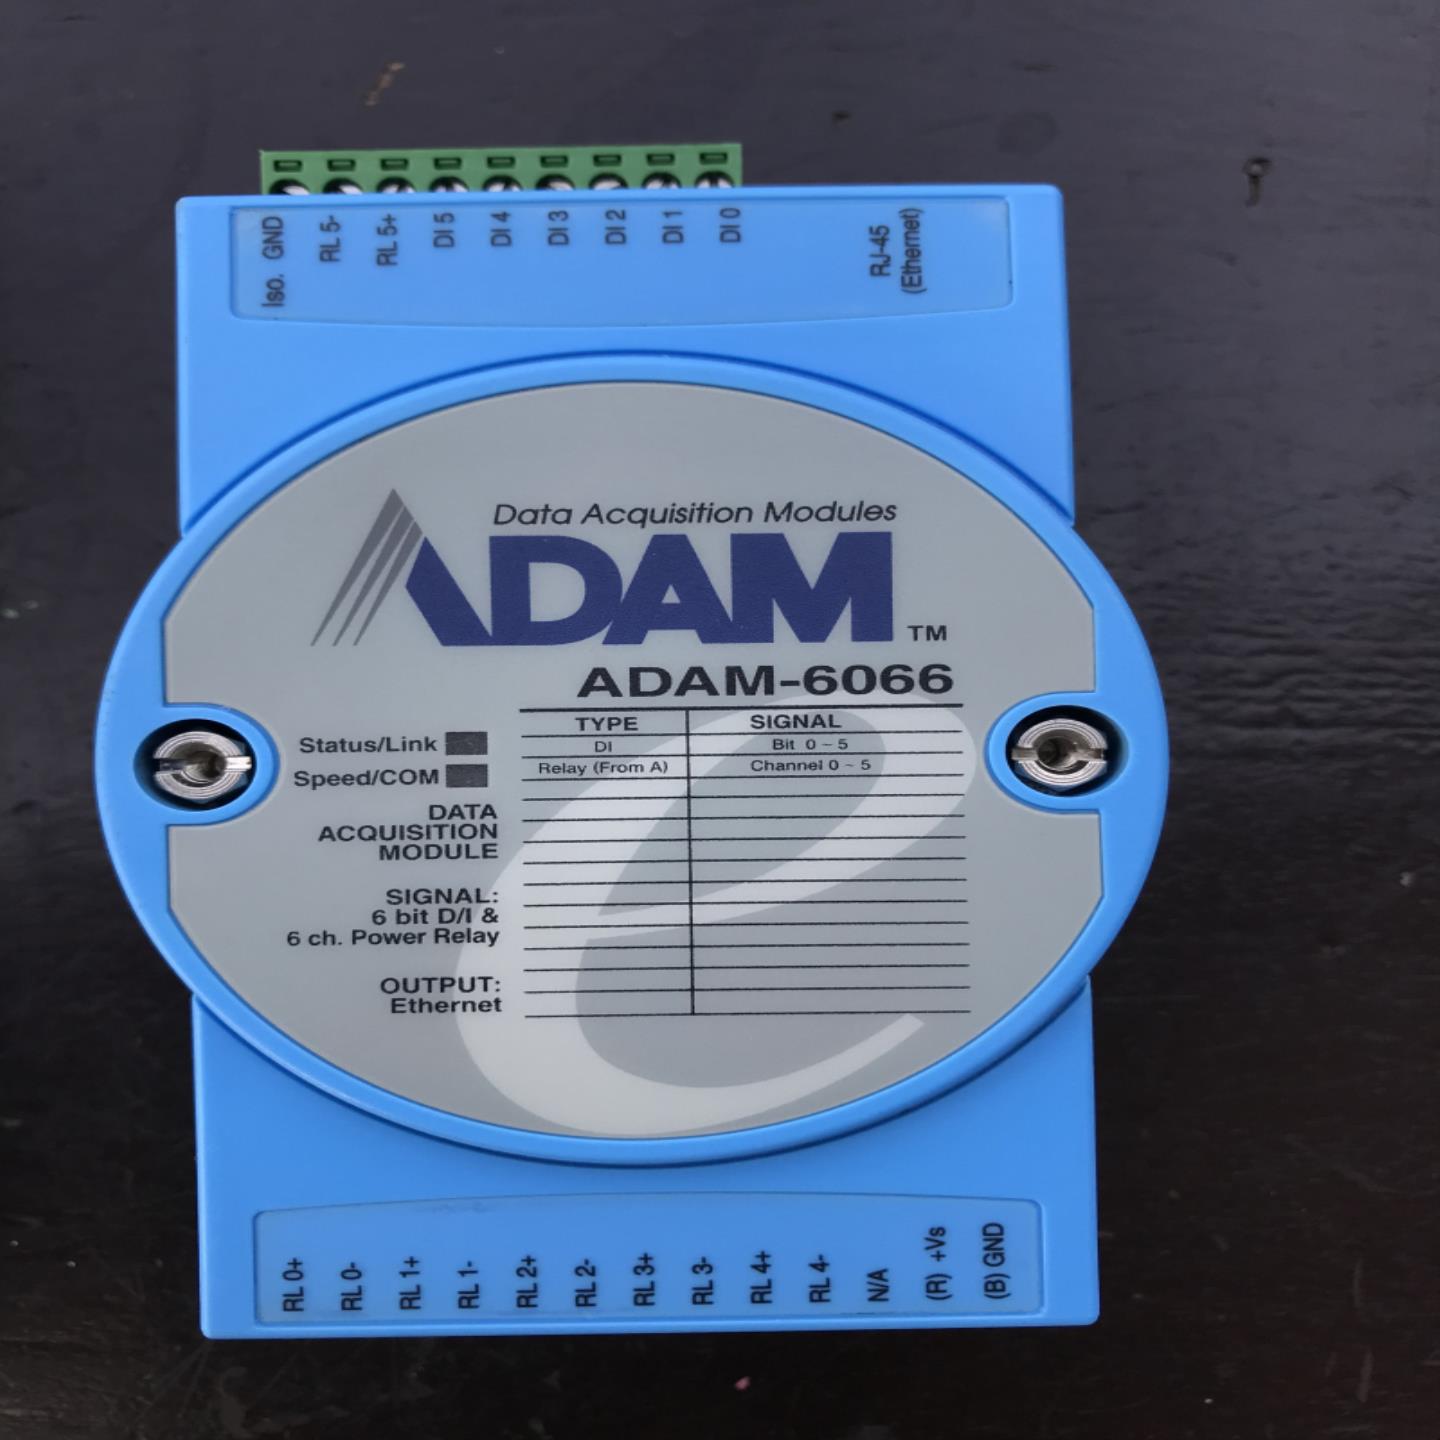 Iso. GND
RL 5-
RL 5+
DI 5
DI 4
DI 3
DI 2
DI 1
DI 0
RJ-45
(Ethernet)
Data Acquisition Modules
ADAM TM
ADAM-6066
TYPE SIGNAL
DI Bit 0 ~ 5
Relay (From A) Channel 0 ~ 5
Status/Link
Speed/COM
DATA
ACQUISITION
MODULE
SIGNAL:
6 bit D/I &
6 ch. Power Relay
OUTPUT:
Ethernet
RL 0+
RL 0-
RL 1+
RL 1-
RL 2+
RL 2-
RL 3+
RL 3-
RL 4+
RL 4-
N/A
(R) +Vs
(B) GND